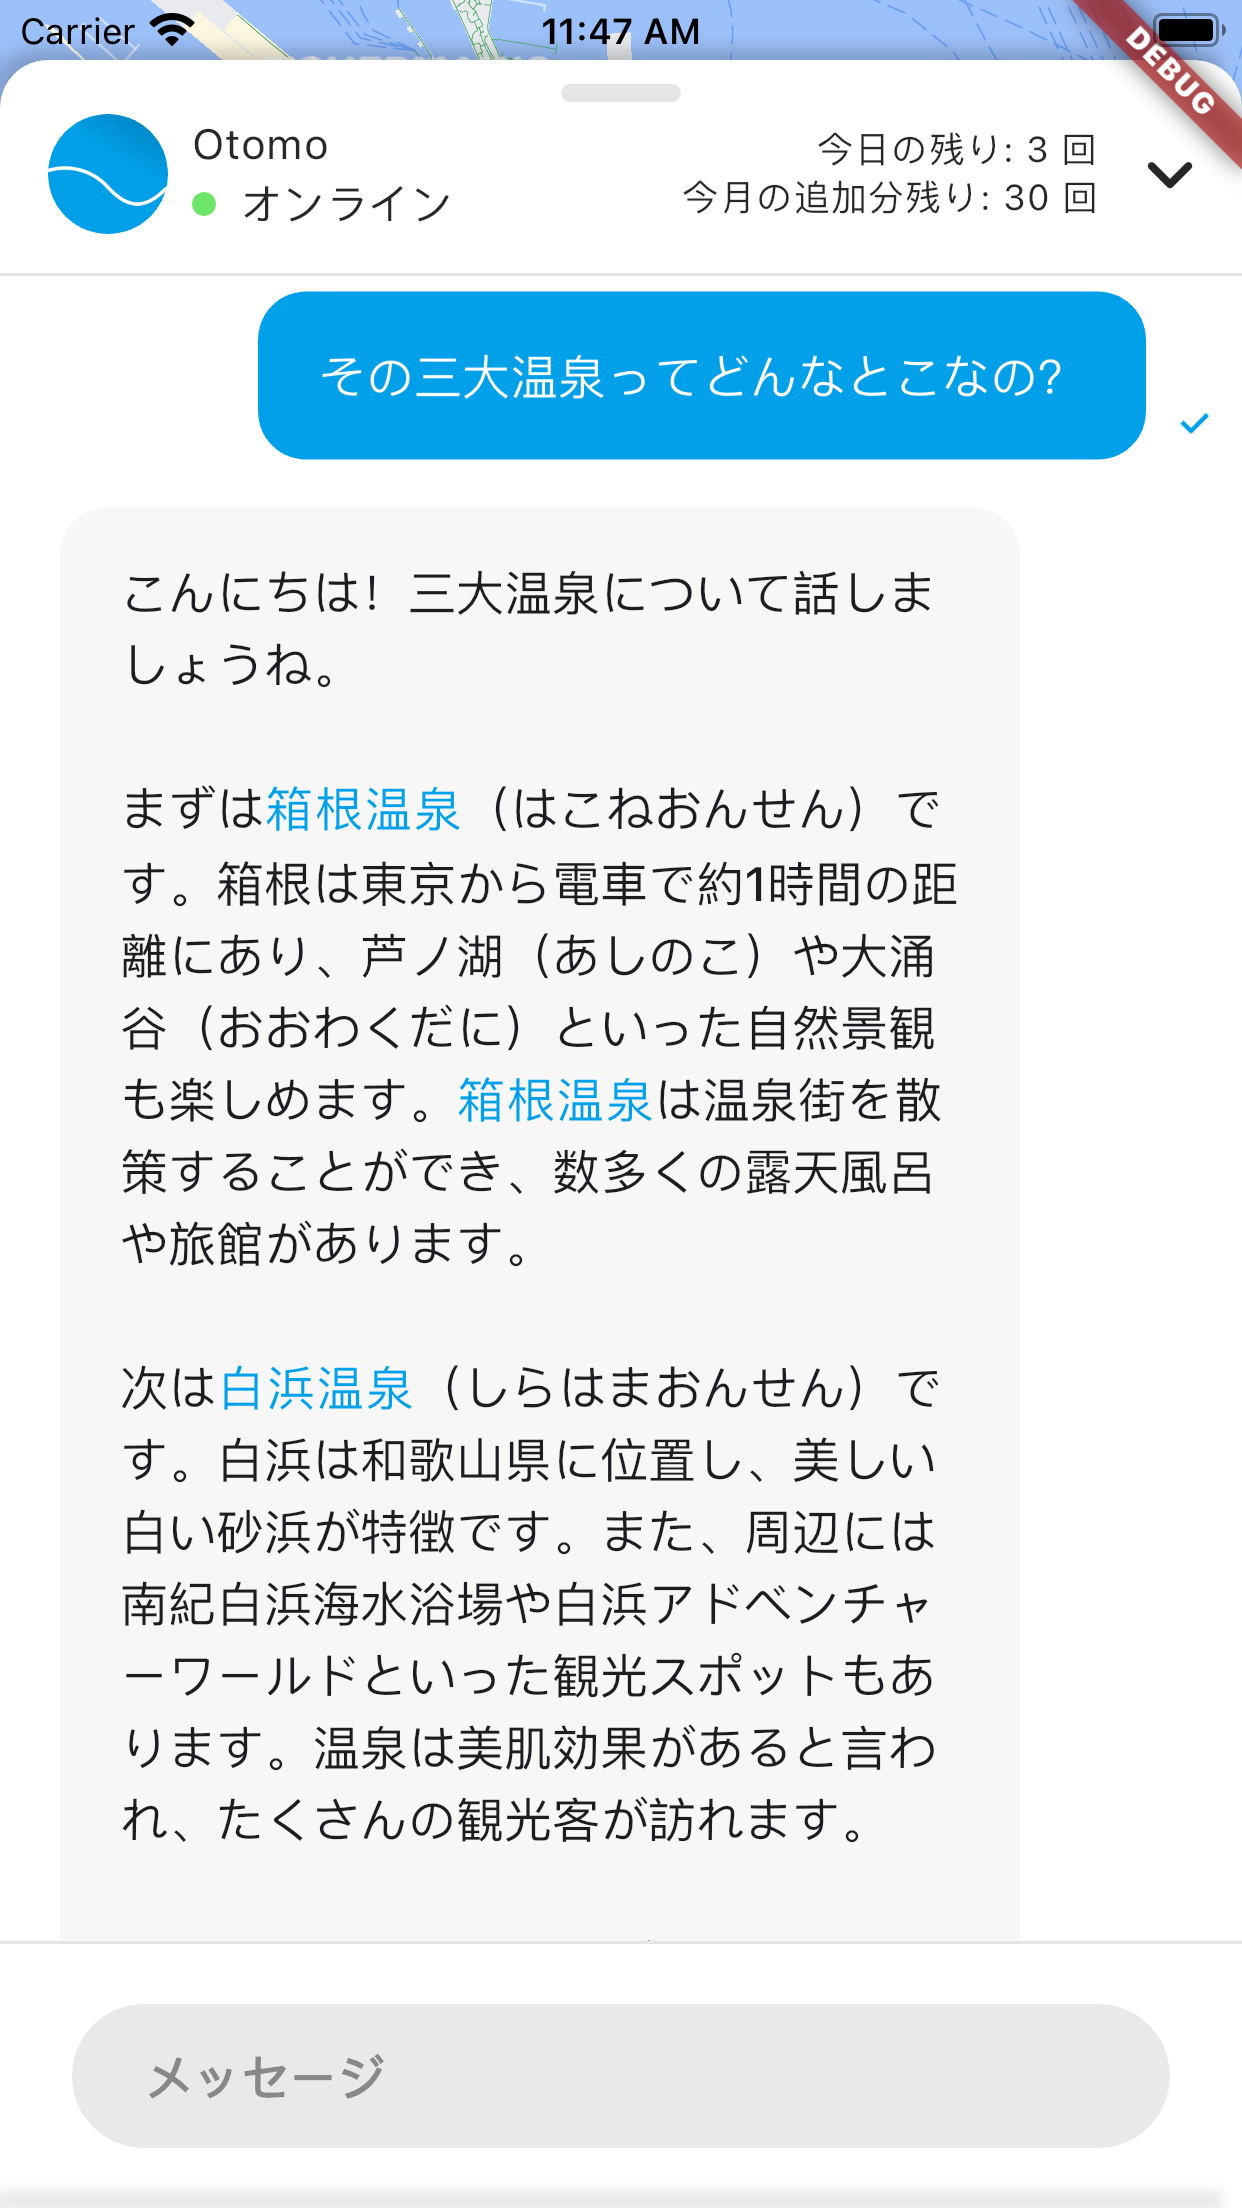 Carrier 11:47 AM
DEBUG
Otomo
オンライン
今日の残り: 3 回
今月の追加分残り: 30 回
その三大温泉ってどんなとこなの?
こんにちは！三大温泉について話しま
しょうね。
まずは箱根温泉（はこねおんせん）で
す。箱根は東京から電車で約1時間の距
離にあり、芦ノ湖（あしのこ）や大涌
谷（おおわくだに）といった自然景観
も楽しめます。箱根温泉は温泉街を散
策することができ、数多くの露天風呂
や旅館があります。
次は白浜温泉（しらはまおんせん）で
す。白浜は和歌山県に位置し、美しい
白い砂浜が特徴です。また、周辺には
南紀白浜海水浴場や白浜アドベンチャ
ーワールドといった観光スポットもあ
ります。温泉は美肌効果があると言わ
れ、たくさんの観光客が訪れます。
メッセージ